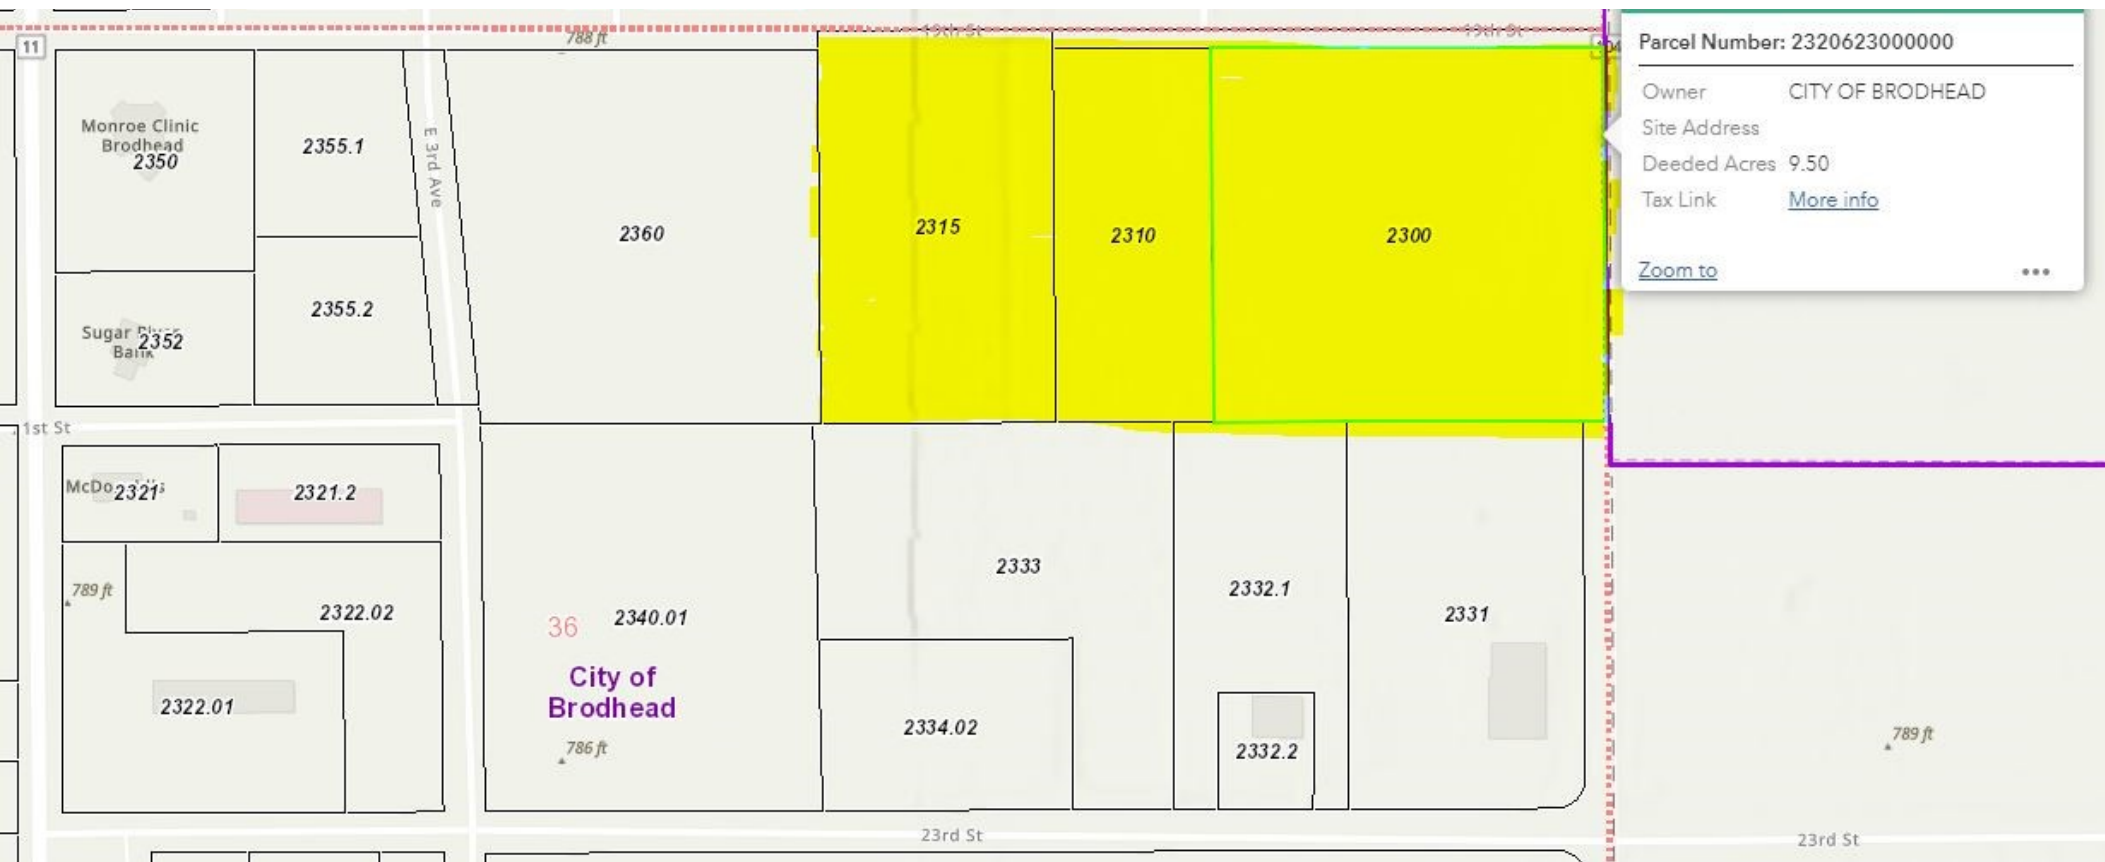 19th St
19th St
788 ft
11
Parcel Number: 2320623000000
Owner CITY OF BRODHEAD
Site Address
Deeded Acres 9.50
Tax Link More info
Zoom to
•••
Monroe Clinic
Brodhead
2350
2355.1
E 3rd Ave
2360
2315
2310
2300
2355.2
Sugar
2352
Bank
1st St
2321
2321.2
2333
2332.1
2331
789 ft
2322.02
36
2340.01
City of
Brodhead
2322.01
2334.02
786 ft
2332.2
789 ft
23rd St
23rd St